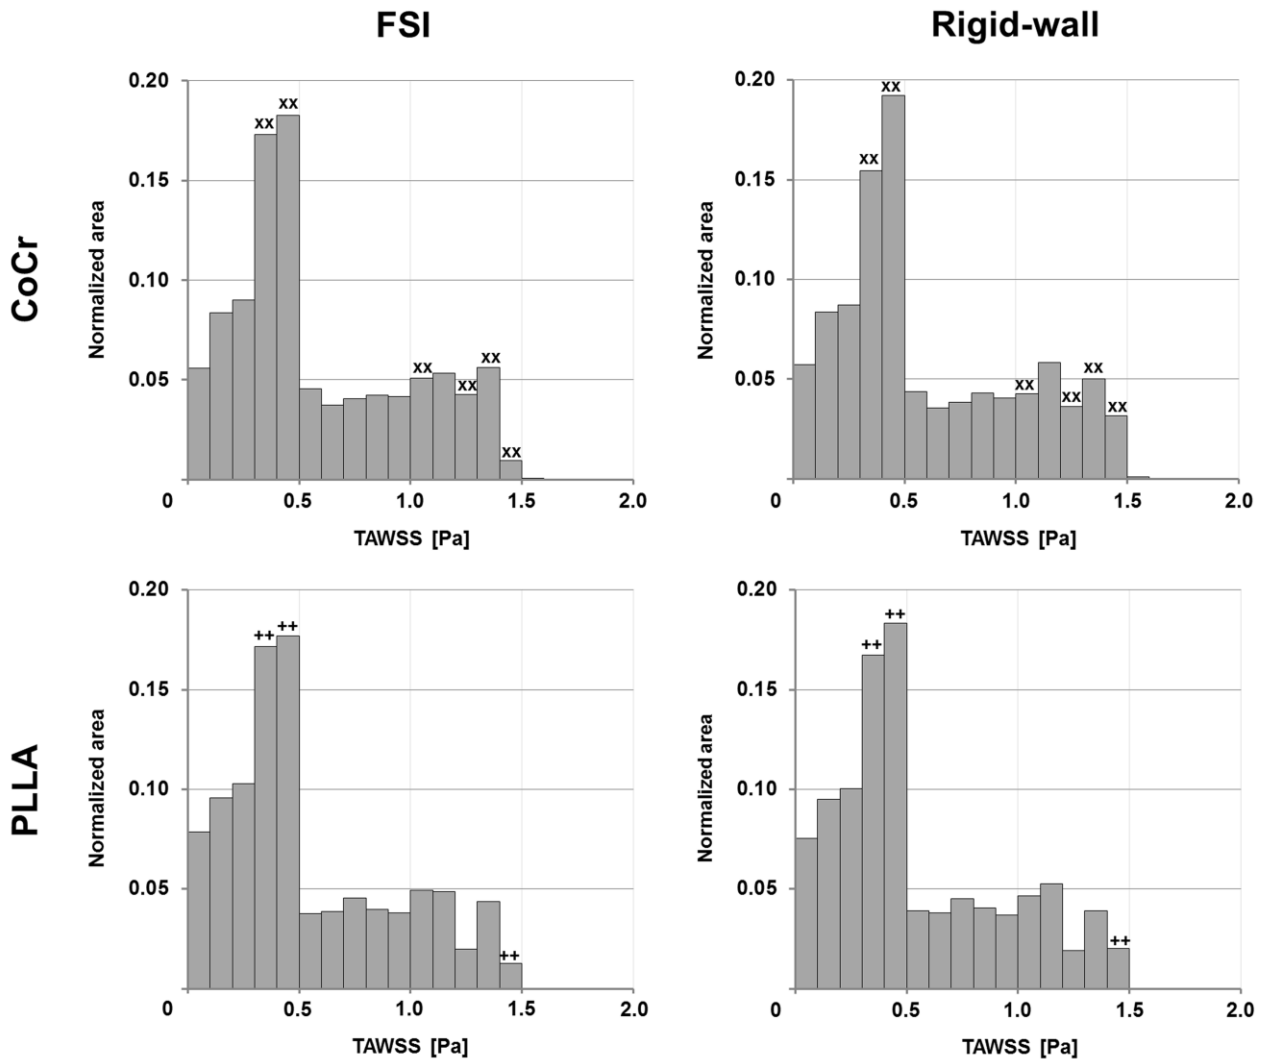 FSI
Rigid-wall
CoCr
Normalized area
0.20
0.15
0.10
0.05
xx
xx
xx
xx
xx
xx
0
0.5
1.0
1.5
2.0
TAWSS [Pa]
Normalized area
0.20
0.15
0.10
0.05
xx
xx
xx
xx
xx
xx
0
0.5
1.0
1.5
2.0
TAWSS [Pa]
PLLA
Normalized area
0.20
0.15
0.10
0.05
++
++
++
0
0.5
1.0
1.5
2.0
TAWSS [Pa]
Normalized area
0.20
0.15
0.10
0.05
++
++
++
0
0.5
1.0
1.5
2.0
TAWSS [Pa]